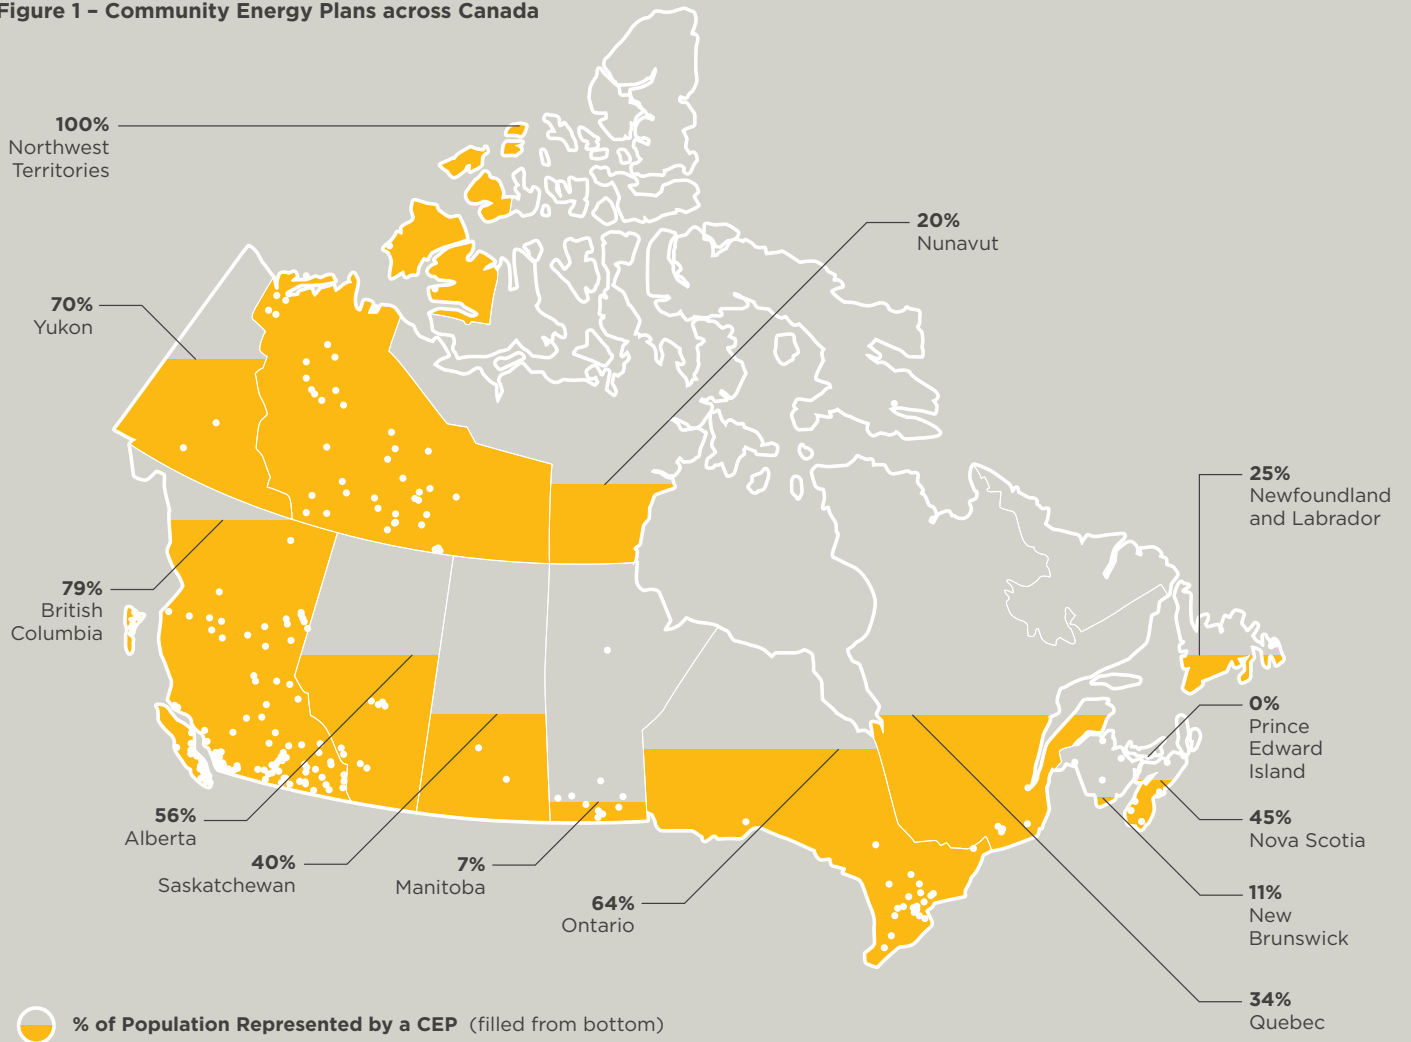 Figure 1 – Community Energy Plans across Canada
100%
Northwest
Territories
20%
Nunavut
70%
Yukon
25%
Newfoundland
and Labrador
79%
British
Columbia
0%
Prince
Edward
Island
56%
Alberta
45%
Nova Scotia
40%
Saskatchewan
7%
Manitoba
64%
Ontario
11%
New
Brunswick
34%
Quebec
% of Population Represented by a CEP (filled from bottom)